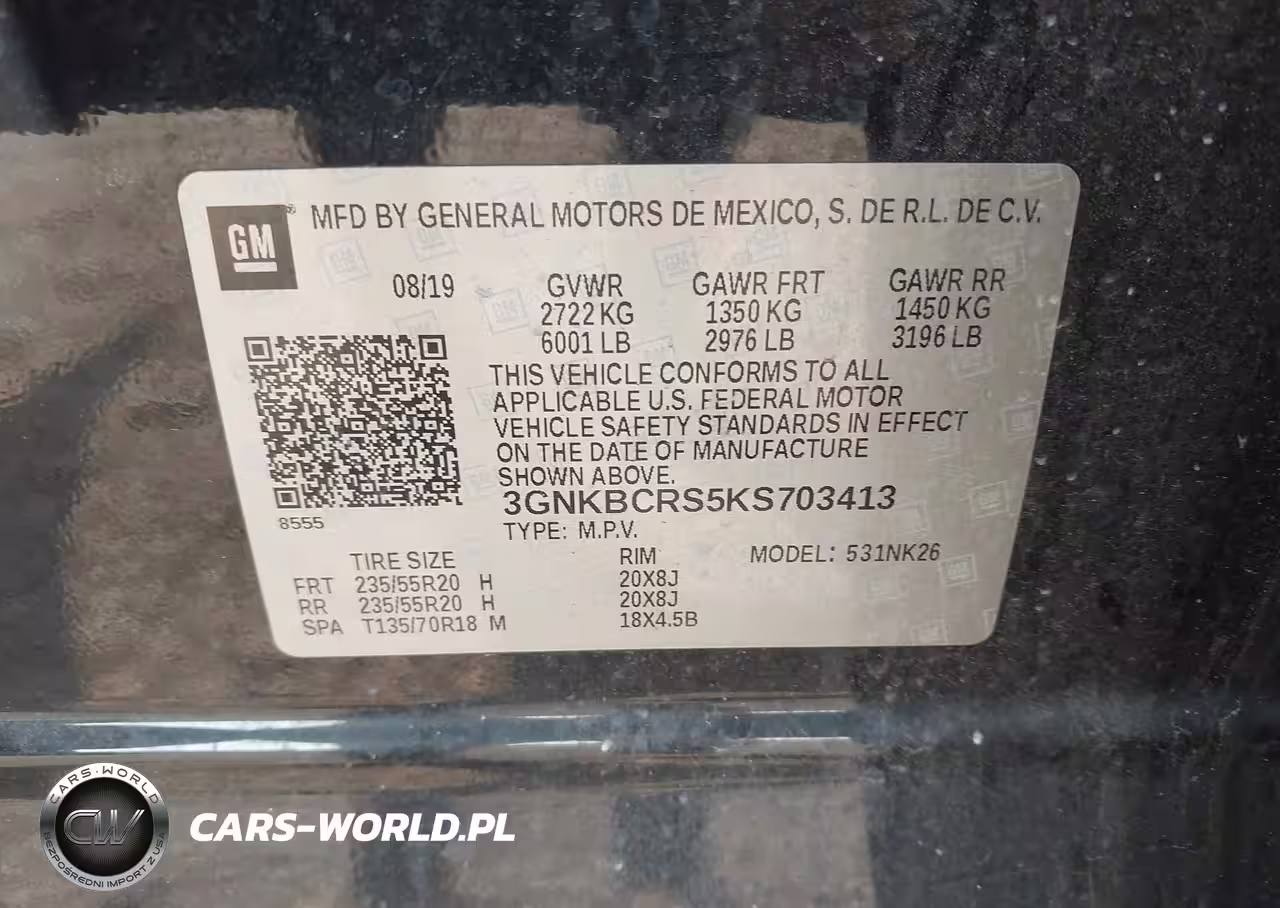 GM® MFD BY GENERAL MOTORS DE MEXICO, S. DE R.L. DE C.V.
08/19 GVWR GAWR FRT GAWR RR
2722 KG 1350 KG 1450 KG
6001 LB 2976 LB 3196 LB
THIS VEHICLE CONFORMS TO ALL
APPLICABLE U.S. FEDERAL MOTOR
VEHICLE SAFETY STANDARDS IN EFFECT
ON THE DATE OF MANUFACTURE
SHOWN ABOVE.
3GNKBCRS5KS703413
8555
TYPE: M.P.V.
TIRE SIZE RIM MODEL: 531NK26
FRT 235/55R20 H 20X8J
RR 235/55R20 H 20X8J
SPA T135/70R18 M 18X4.5B
CARS-WORLD
CW
BEZPOŚREDNI IMPORT Z USA
CARS-WORLD.PL